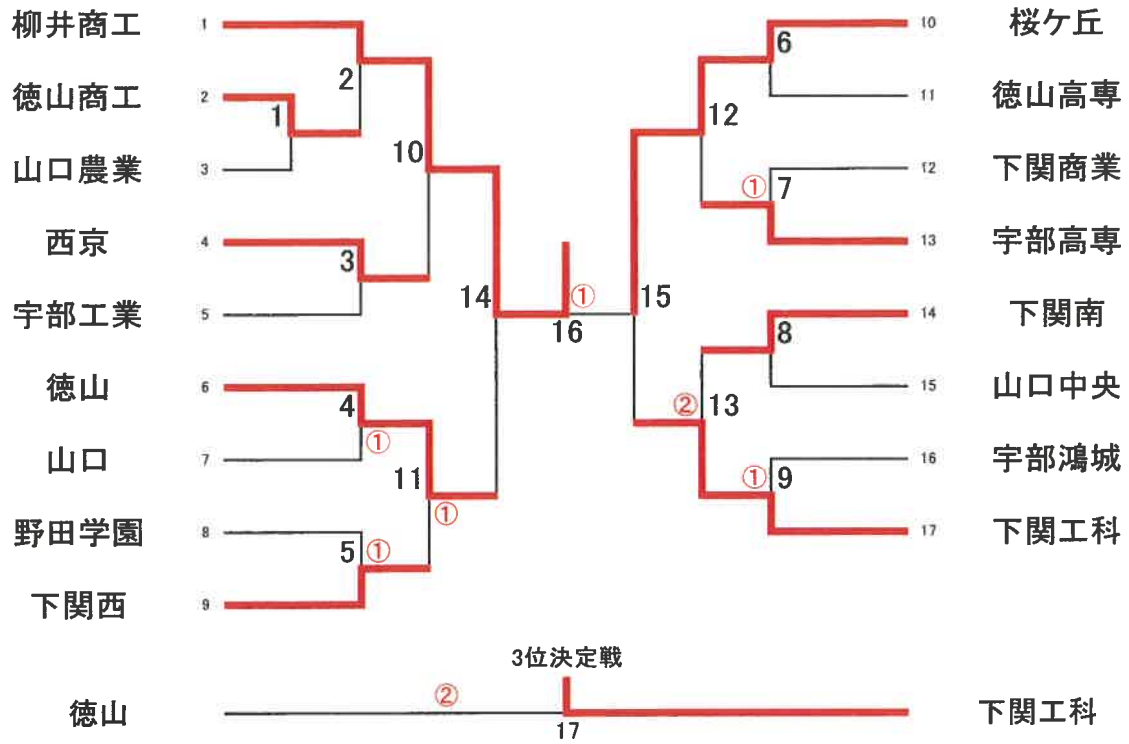 柳井商工 1
2
徳山商工 2
1
山口農業 3
10
西京 4
3
宇部工業 5
14
徳山 6
4
①
山口 7
11
①
野田学園 8
5 ①
下関西 9
①
16
6
10 桜ケ丘
11 徳山高専
12
12 下関商業
① 7
13 宇部高専
15
14 下関南
8
15 山口中央
② 13
16 宇部鴻城
① 9
17 下関工科
3位決定戦
徳山 ② 下関工科
17